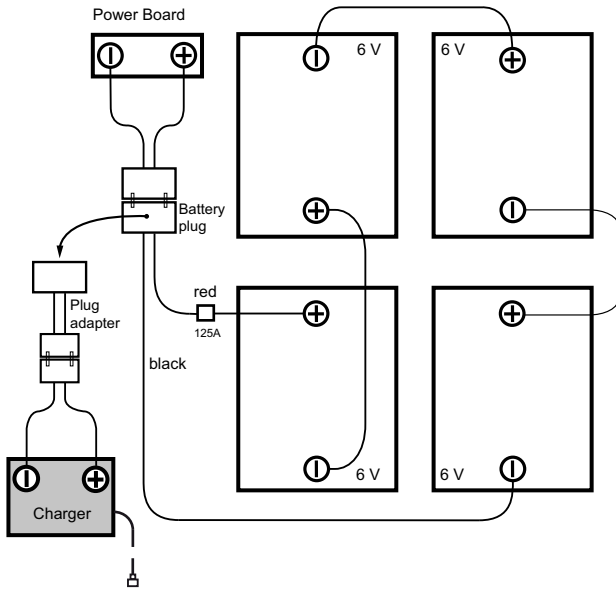 Power Board
6 V
6 V
Battery
plug
Plug
adapter
red
125A
black
6 V
6 V
Charger